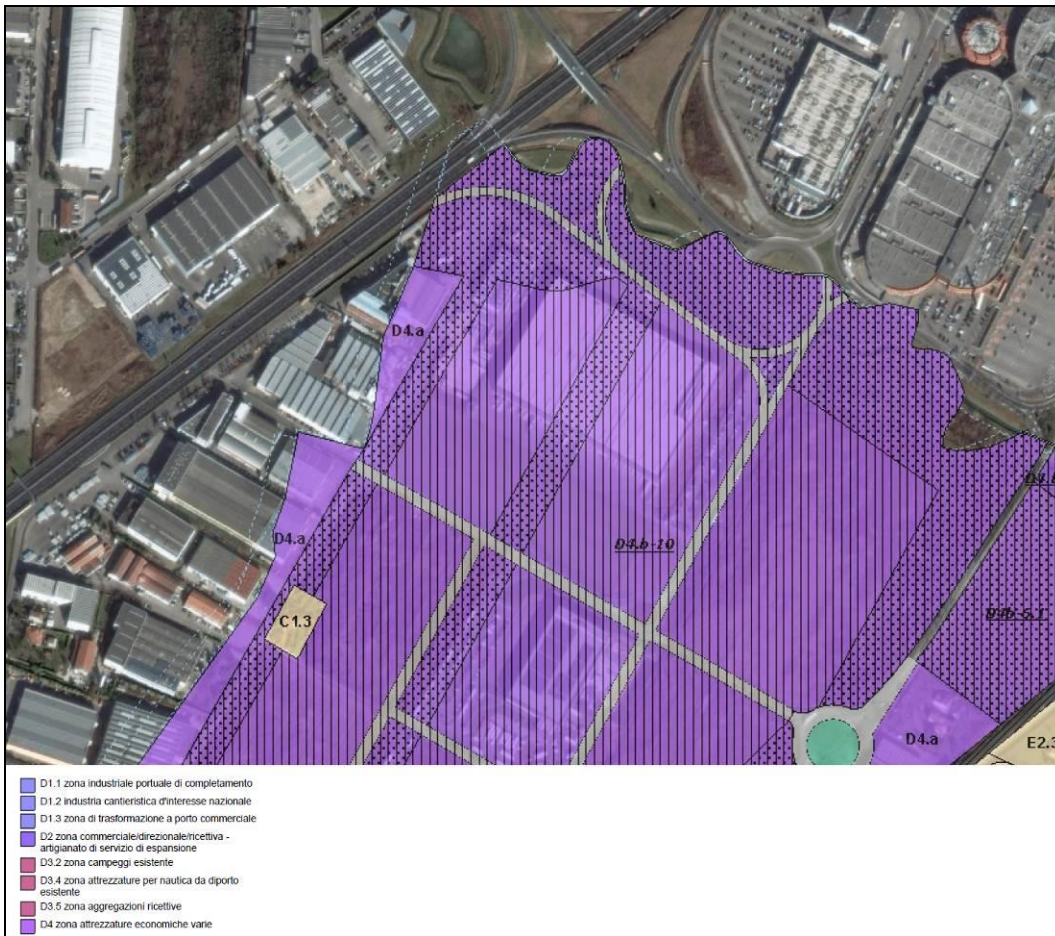 D4.a
D4.a
D4.b-10
C1.3
D4.a
E2.3
D1.1 zona industriale portuale di completamento
D1.2 industria cantieristica d'interesse nazionale
D1.3 zona di trasformazione a porto commerciale
D2 zona commerciale/direzionale/ricettiva -
artigianato di servizio di espansione
D3.2 zona campeggi esistente
D3.4 zona attrezzature per nautica da diporto
esistente
D3.5 zona aggregazioni ricettive
D4 zona attrezzature economiche varie